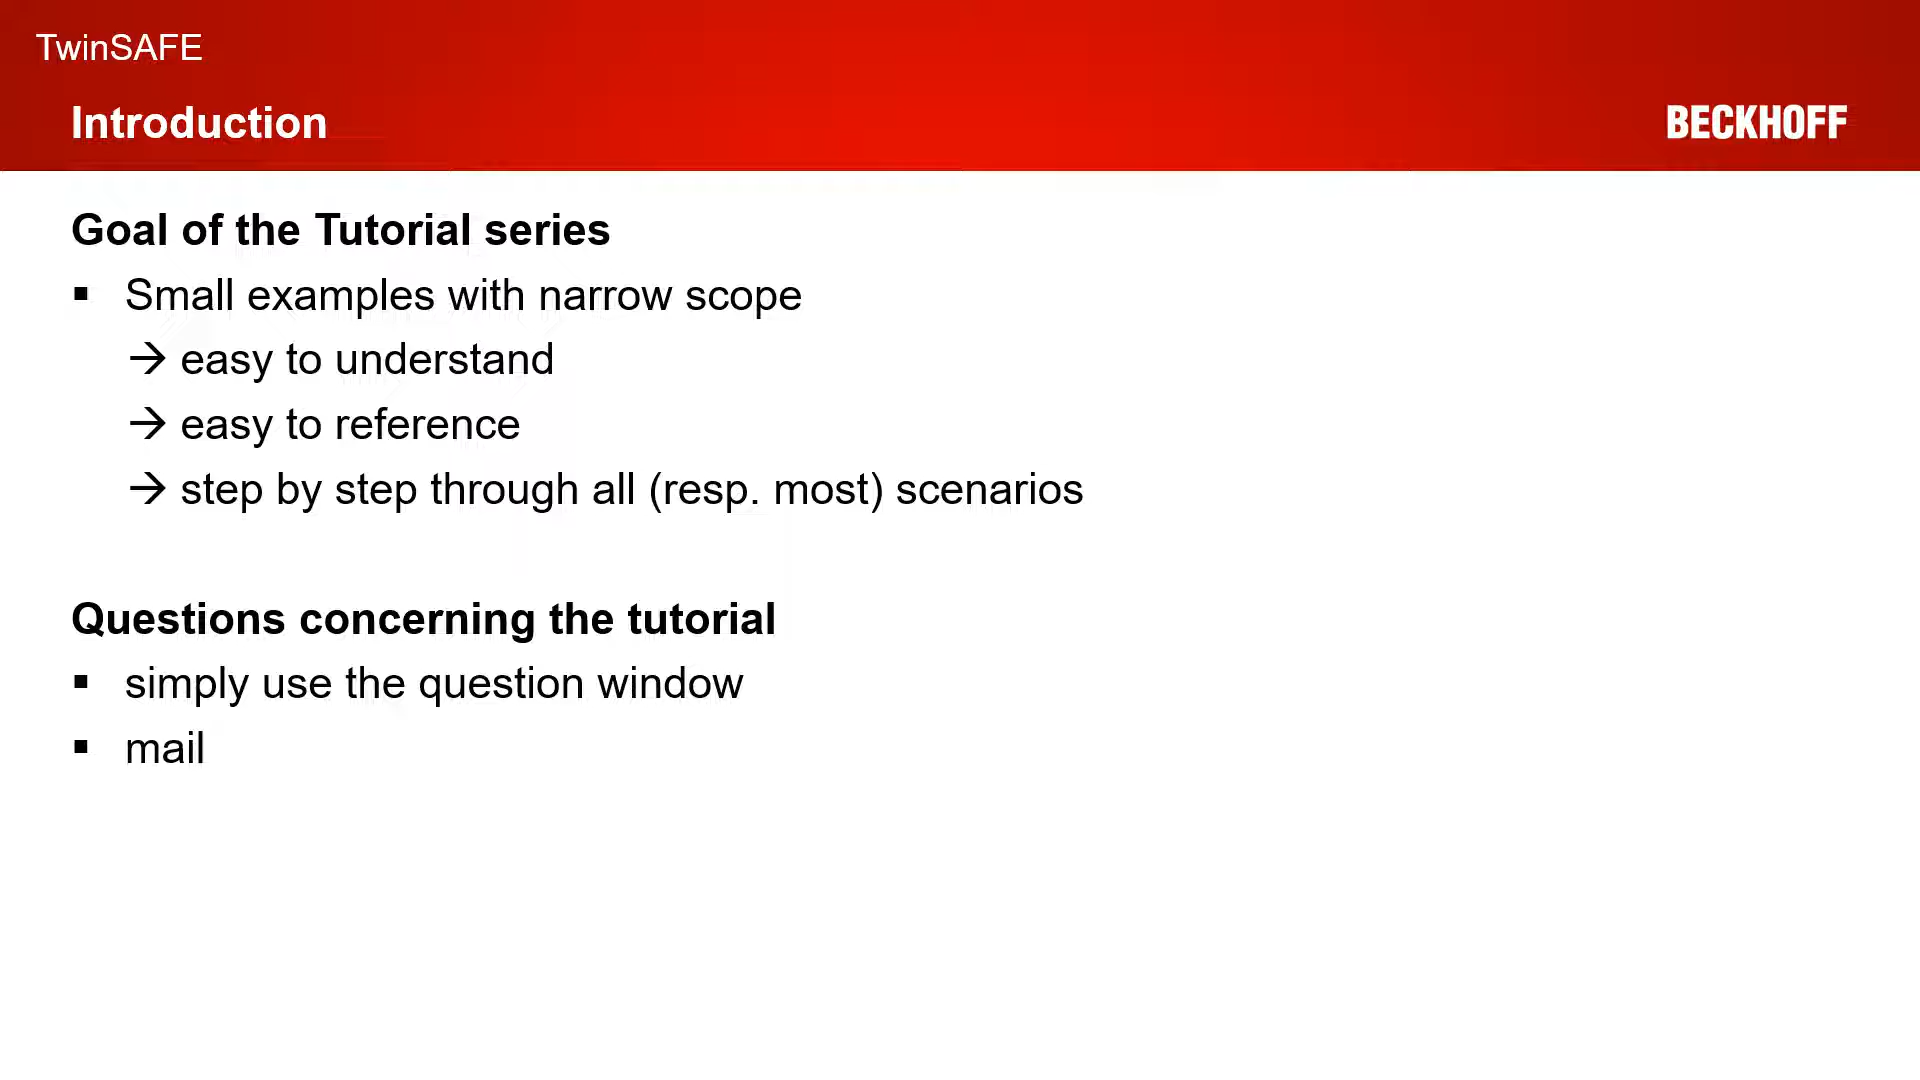 TwinSAFE
Introduction
BECKHOFF
Goal of the Tutorial series
▪ Small examples with narrow scope
→ easy to understand
→ easy to reference
→ step by step through all (resp. most) scenarios
Questions concerning the tutorial
▪ simply use the question window
▪ mail